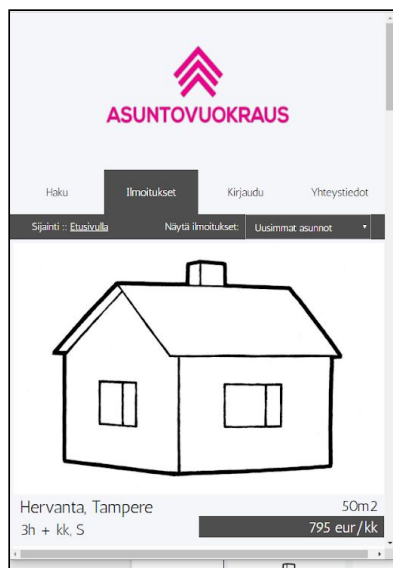 ASUNTOVUOKRAUS
Haku Ilmoitukset Kirjaudu Yhteystiedot
Sijainti :: Etusivulla Näytä ilmoitukset: Uusimmat asunnot
Hervanta, Tampere 50m2
3h + kk, S 795 eur/kk